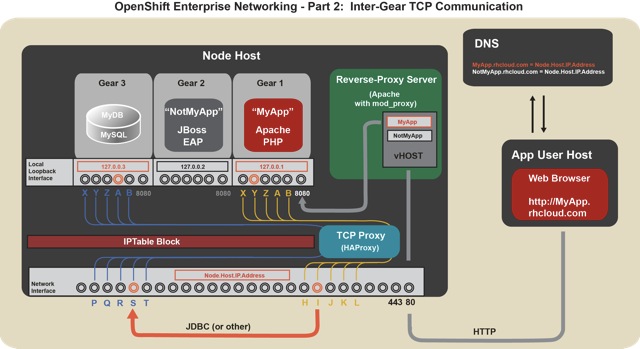 OpenShift Enterprise Networking - Part 2: Inter-Gear TCP Communication
Node Host
DNS
MyApp.rhcloud.com = Node.Host.IP.Address
NotMyApp.rhcloud.com = Node.Host.IP.Address
Gear 3
Gear 2
Gear 1
Reverse-Proxy Server
(Apache
with mod_proxy)
MyDB
MySQL
"NotMyApp"
JBoss
EAP
"MyApp"
Apache
PHP
MyApp
NotMyApp
vHOST
App User Host
Web Browser
http://MyApp.
rhcloud.com
Local
Loopback
Interface
127.0.0.3
127.0.0.2
127.0.0.1
X Y Z A B 8080
8080
X Y Z A B 8080
IPTable Block
TCP Proxy
(HAProxy)
Network
Interface
Node.Host.IP.Address
P Q R S T
H I J K L
443 80
JDBC (or other)
HTTP